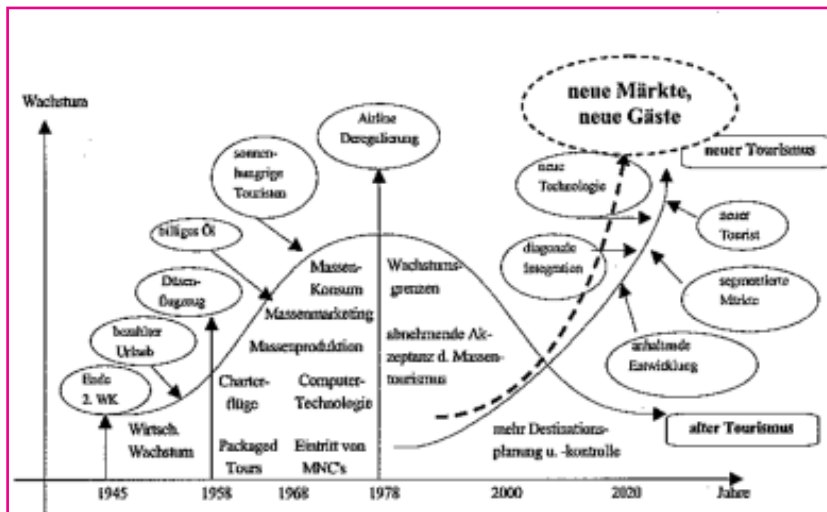 Wachstum
neue Märkte,
neue Gäste
neuer Tourismus
Airline
Deregulierung
sonnen-
hungrige
Touristen
neue
Technologie
neuer
Tourist
billiges Öl
diagonale
Integration
segmentierte
Märkte
Düsen-
flugzeug
Massen-
Konsum
Massenmarketing
Massenproduktion
Wachstums-
grenzen
bezahlter
Urlaub
abnehmende Ak-
zeptanz d. Massen-
tourismus
anhaltende
Entwicklung
Ende
2. WK
Charter-
flüge
Computer-
Technologie
Wirtsch.
Wachstum
Packaged
Tours
Eintritt von
MNC's
mehr Destinations-
planung u. -kontrolle
alter Tourismus
1945
1958
1968
1978
2000
2020
Jahre